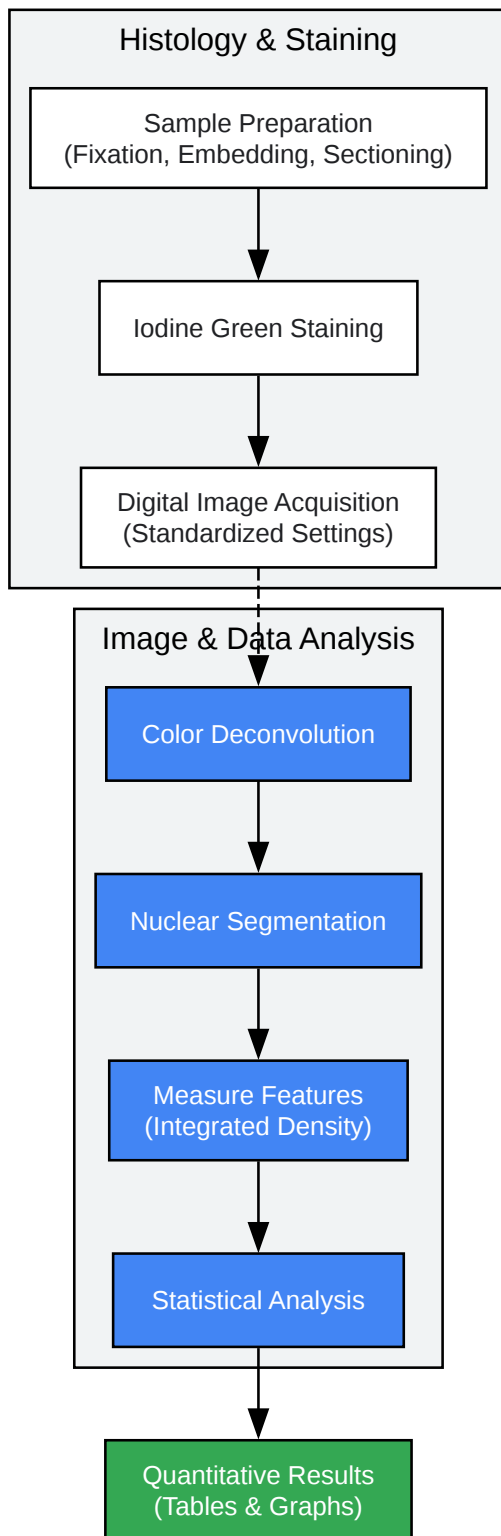 Histology & Staining
Sample Preparation
(Fixation, Embedding, Sectioning)
Iodine Green Staining
Digital Image Acquisition
(Standardized Settings)
Image & Data Analysis
Color Deconvolution
Nuclear Segmentation
Measure Features
(Integrated Density)
Statistical Analysis
Quantitative Results
(Tables & Graphs)